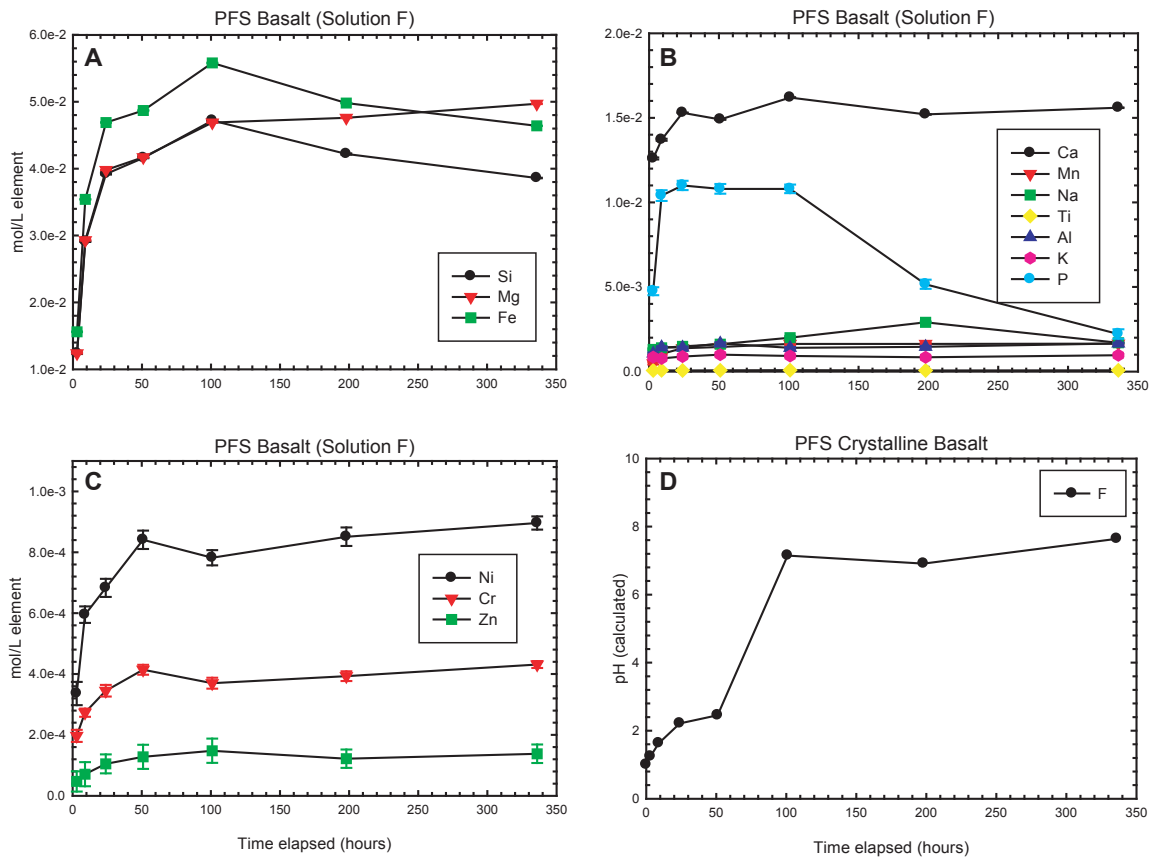 PFS Basalt (Solution F)
A
6.0e-2
5.0e-2
4.0e-2
3.0e-2
2.0e-2
1.0e-2
mol/L element
Si
Mg
Fe
0 50 100 150 200 250 300 350
PFS Basalt (Solution F)
B
2.0e-2
1.5e-2
1.0e-2
5.0e-3
0.0
Ca
Mn
Na
Ti
Al
K
P
0 50 100 150 200 250 300 350
PFS Basalt (Solution F)
C
1.0e-3
8.0e-4
6.0e-4
4.0e-4
2.0e-4
0.0
mol/L element
Ni
Cr
Zn
0 50 100 150 200 250 300 350
Time elapsed (hours)
PFS Crystalline Basalt
D
10
8
6
4
2
0
pH (calculated)
F
0 50 100 150 200 250 300 350
Time elapsed (hours)